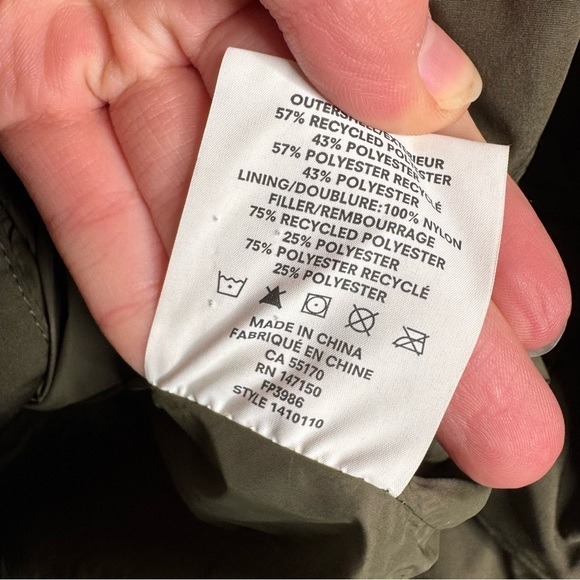 OUTERSHELL/EXTÉRIEUR
57% RECYCLED POLYESTER
43% POLYESTER
57% POLYESTER RECYCLÉ
43% POLYESTER
LINING/DOUBLURE:100% NYLON
FILLER/REMBOURRAGE
75% RECYCLED POLYESTER
25% POLYESTER
75% POLYESTER RECYCLÉ
25% POLYESTER
MADE IN CHINA
FABRIQUÉ EN CHINE
CA 55170
RN 147150
FP3986
STYLE 1410110